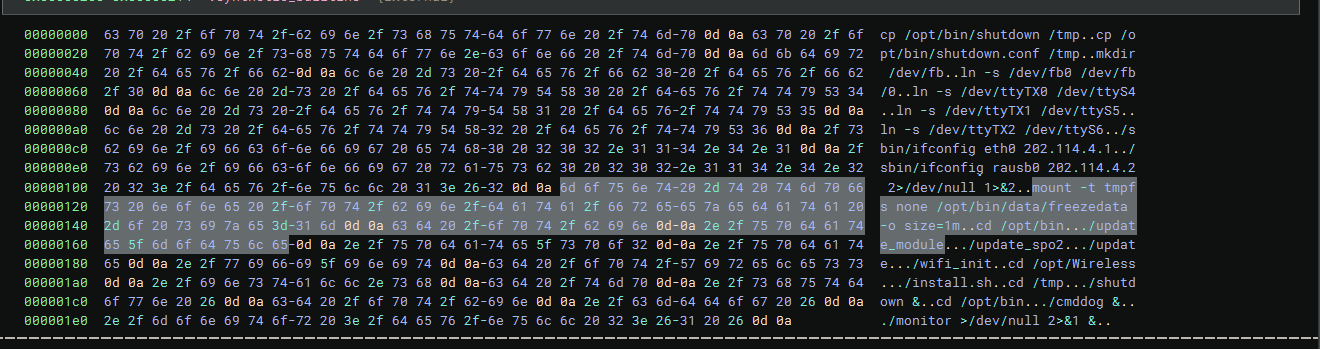 00000000 63 70 20 2f 6f 70 74 2f-62 69 6e 2f 73 68 75 74-64 6f 77 6e 20 2f 74 6d-70 0d 0a 63 70 20 2f 6f cp /opt/bin/shutdown /tmp..cp /o
00000020 70 74 2f 62 69 6e 2f 73-68 75 74 64 6f 77 6e 2e-63 6f 6e 66 20 2f 74 6d-70 0d 0a 6d 6b 64 69 72 pt/bin/shutdown.conf /tmp..mkdir
00000040 20 2f 64 65 76 2f 66 62-0d 0a 6c 6e 20 2d 73 20-2f 64 65 76 2f 66 62 30-20 2f 64 65 76 2f 66 62 /dev/fb..ln -s /dev/fb0 /dev/fb
00000060 2f 30 0d 0a 6c 6e 20 2d-73 20 2f 64 65 76 2f 74-74 79 54 58 30 20 2f 64-65 76 2f 74 74 79 53 34 /0..ln -s /dev/ttyTX0 /dev/ttyS4
00000080 0d 0a 6c 6e 20 2d 73 20-2f 64 65 76 2f 74 74 79-54 58 31 20 2f 64 65 76-2f 74 74 79 53 35 0d 0a ..ln -s /dev/ttyTX1 /dev/ttyS5..
000000a0 6c 6e 20 2d 73 20 2f 64-65 76 2f 74 74 79 54 58-32 20 2f 64 65 76 2f 74-74 79 53 36 0d 0a 2f 73 ln -s /dev/ttyTX2 /dev/ttyS6../s
000000c0 62 69 6e 2f 69 66 63 6f-6e 66 69 67 20 65 74 68-30 20 32 30 32 2e 31 31-34 2e 34 2e 31 0d 0a 2f bin/ifconfig eth0 202.114.4.1../
000000e0 73 62 69 6e 2f 69 66 63-6f 6e 66 69 67 20 72 61-75 73 62 30 20 32 30 32-2e 31 31 34 2e 34 2e 32 sbin/ifconfig rausb0 202.114.4.2
00000100 20 32 3e 2f 64 65 76 2f-6e 75 6c 6c 20 31 3e 26-32 0d 0a 6d 6f 75 6e 74-20 2d 74 20 74 6d 70 66 2>/dev/null 1>&2..mount -t tmpf
00000120 73 20 6e 6f 6e 65 20 2f-6f 70 74 2f 62 69 6e 2f-64 61 74 61 2f 66 72 65-65 7a 65 64 61 74 61 20 s none /opt/bin/data/freezedata
00000140 2d 6f 20 73 69 7a 65 3d-31 6d 0d 0a 63 64 20 2f-6f 70 74 2f 62 69 6e 0d-0a 2e 2f 75 70 64 61 74 -o size=1m..cd /opt/bin.../updat
00000160 65 5f 6d 6f 64 75 6c 65-0d 0a 2e 2f 75 70 64 61-74 65 5f 73 70 6f 32 0d-0a 2e 2f 75 70 64 61 74 e_module.../update_spo2.../updat
00000180 65 0d 0a 2e 2f 77 69 66-69 5f 69 6e 69 74 0d 0a-63 64 20 2f 6f 70 74 2f-57 69 72 65 6c 65 73 73 e.../wifi_init..cd /opt/Wireless
000001a0 0d 0a 2e 2f 69 6e 73 74-61 6c 6c 2e 73 68 0d 0a-63 64 20 2f 74 6d 70 0d-0a 2e 2f 73 68 75 74 64 .../install.sh..cd /tmp.../shutd
000001c0 6f 77 6e 20 26 0d 0a 63-64 20 2f 6f 70 74 2f 62-69 6e 0d 0a 2e 2f 63 6d-64 64 6f 67 20 26 0d 0a own &..cd /opt/bin.../cmddog &..
000001e0 2e 2f 6d 6f 6e 69 74 6f-72 20 3e 2f 64 65 76 2f-6e 75 6c 6c 20 32 3e 26-31 20 26 0d 0a ./monitor >/dev/null 2>&1 &..